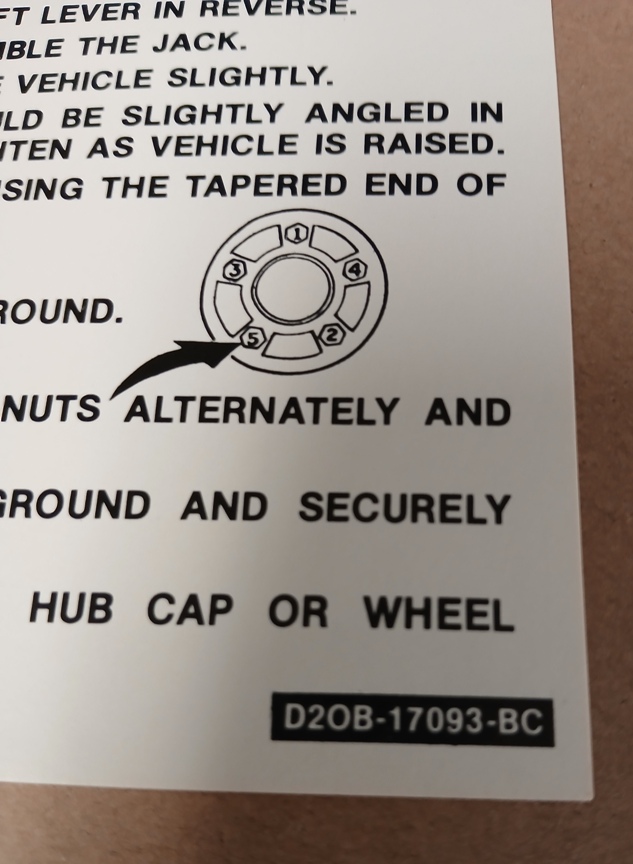 FT LEVER IN REVERSE.
BLE THE JACK.
E VEHICLE SLIGHTLY.
LD BE SLIGHTLY ANGLED IN
TEN AS VEHICLE IS RAISED.
SING THE TAPERED END OF
1
3 4
ROUND.
5 2
NUTS ALTERNATELY AND
GROUND AND SECURELY
HUB CAP OR WHEEL
D2OB-17093-BC